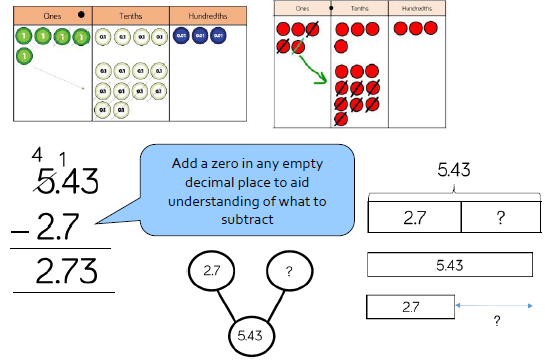 Ones Tenths Hundredths
1 1 1 1 0.1 0.1 0.1 0.1 0.01 0.01 0.01
1
0.1 0.1 0.1 0.1
0.1 0.1 0.1 0.1
0.1 0.1
Ones Tenths Hundredths
4 1
5.43
– 2.7
2.73
Add a zero in any empty
decimal place to aid
understanding of what to
subtract
2.7 ?
5.43
5.43
2.7 ?
5.43
2.7
?